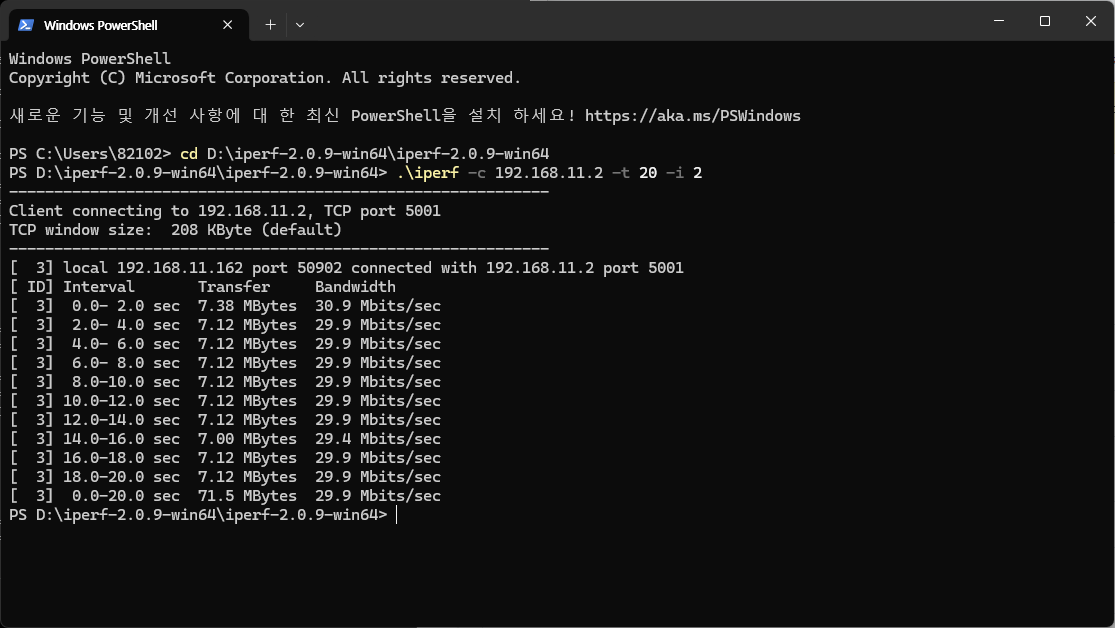 Windows PowerShell
Windows PowerShell
Copyright (C) Microsoft Corporation. All rights reserved.
새로운 기능 및 개선 사항에 대 한 최신 PowerShell을 설치 하세요! https://aka.ms/PSWindows
PS C:\Users\82102> cd D:\iperf-2.0.9-win64\iperf-2.0.9-win64
PS D:\iperf-2.0.9-win64\iperf-2.0.9-win64> .\iperf -c 192.168.11.2 -t 20 -i 2
------------------------------------------------------------
Client connecting to 192.168.11.2, TCP port 5001
TCP window size:  208 KByte (default)
------------------------------------------------------------
[  3] local 192.168.11.162 port 50902 connected with 192.168.11.2 port 5001
[ ID] Interval       Transfer     Bandwidth
[  3]  0.0- 2.0 sec  7.38 MBytes  30.9 Mbits/sec
[  3]  2.0- 4.0 sec  7.12 MBytes  29.9 Mbits/sec
[  3]  4.0- 6.0 sec  7.12 MBytes  29.9 Mbits/sec
[  3]  6.0- 8.0 sec  7.12 MBytes  29.9 Mbits/sec
[  3]  8.0-10.0 sec  7.12 MBytes  29.9 Mbits/sec
[  3] 10.0-12.0 sec  7.12 MBytes  29.9 Mbits/sec
[  3] 12.0-14.0 sec  7.12 MBytes  29.9 Mbits/sec
[  3] 14.0-16.0 sec  7.00 MBytes  29.4 Mbits/sec
[  3] 16.0-18.0 sec  7.12 MBytes  29.9 Mbits/sec
[  3] 18.0-20.0 sec  7.12 MBytes  29.9 Mbits/sec
[  3]  0.0-20.0 sec  71.5 MBytes  29.9 Mbits/sec
PS D:\iperf-2.0.9-win64\iperf-2.0.9-win64>